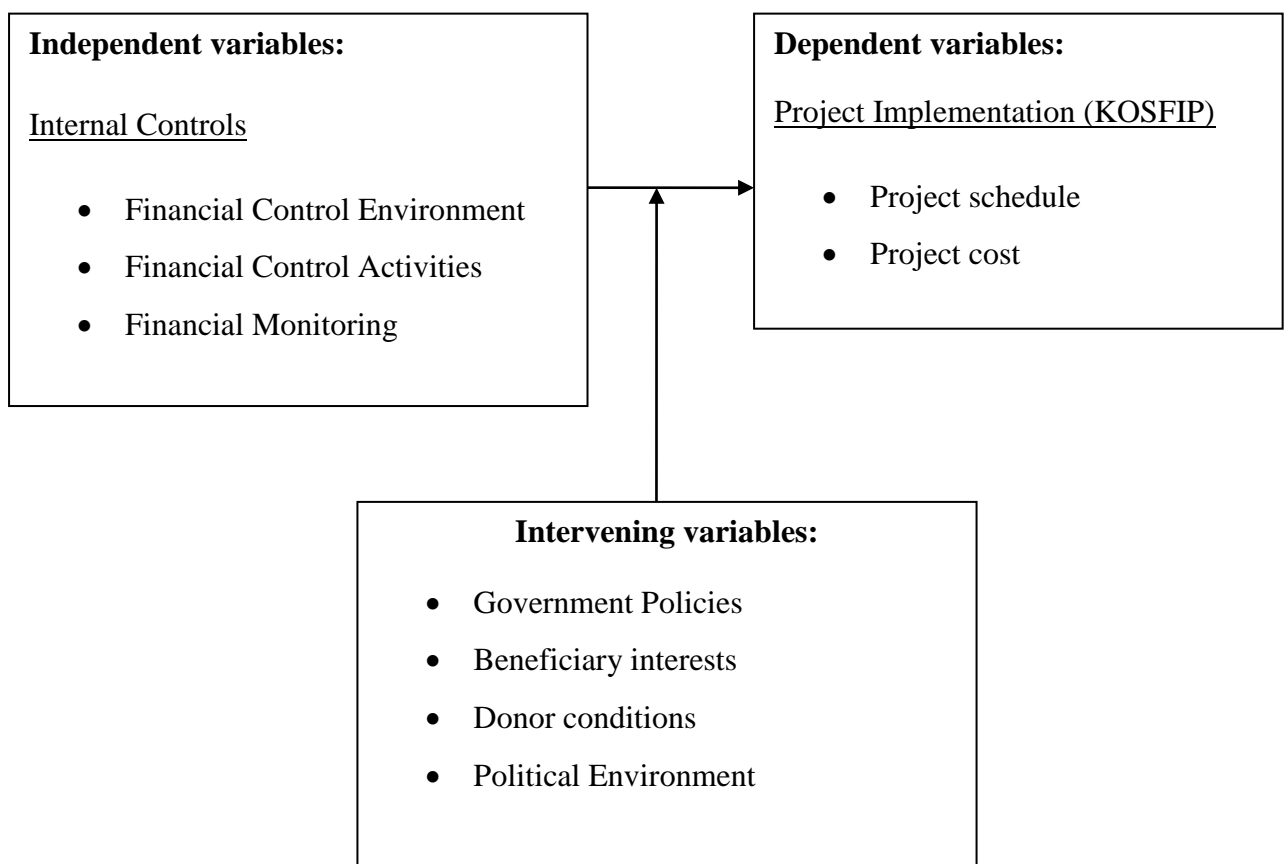 Independent variables:
Internal Controls
• Financial Control Environment
• Financial Control Activities
• Financial Monitoring
Dependent variables:
Project Implementation (KOSFIP)
• Project schedule
• Project cost
Intervening variables:
• Government Policies
• Beneficiary interests
• Donor conditions
• Political Environment